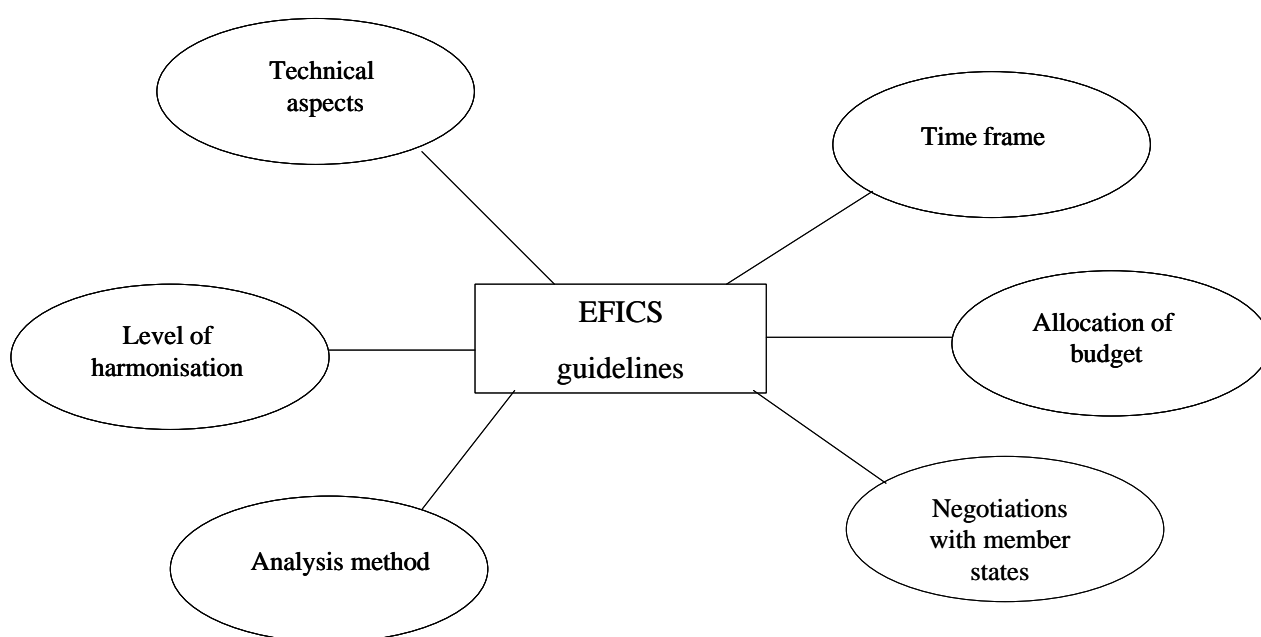 Technical
aspects
Time frame
EFICS
guidelines
Level of
harmonisation
Allocation of
budget
Analysis method
Negotiations
with member
states